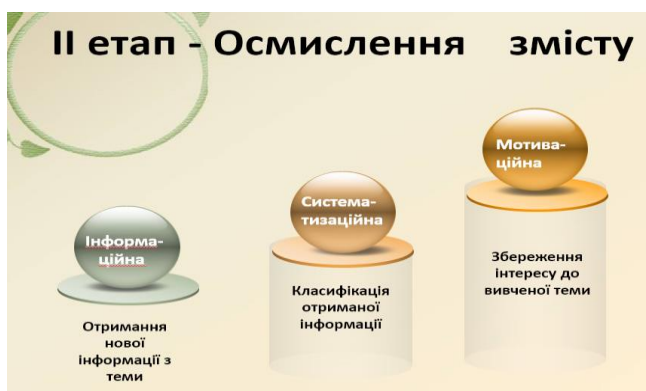 ІІ етап - Осмислення змісту
Інформа-
ційна
Отримання
нової
інформації з
теми
Система-
тизаційна
Класифікація
отриманої
інформації
Мотива-
ційна
Збереження
інтересу до
вивченої теми